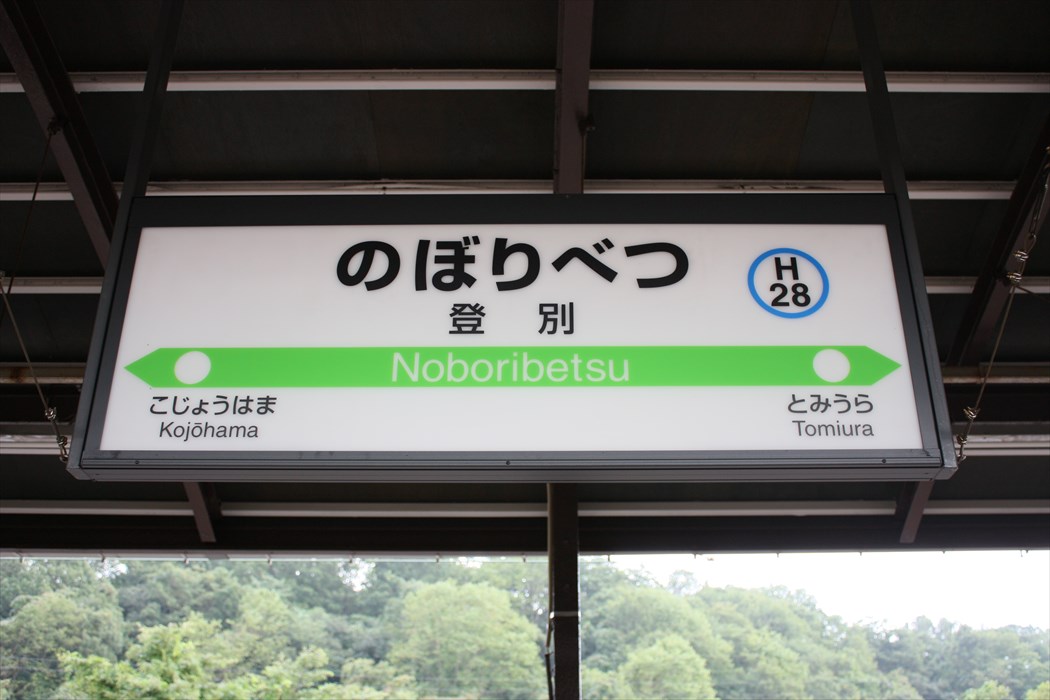 のぼりべつ
H
28
登別
Noboribetsu
こじょうはま
Kojōhama
とみうら
Tomiura